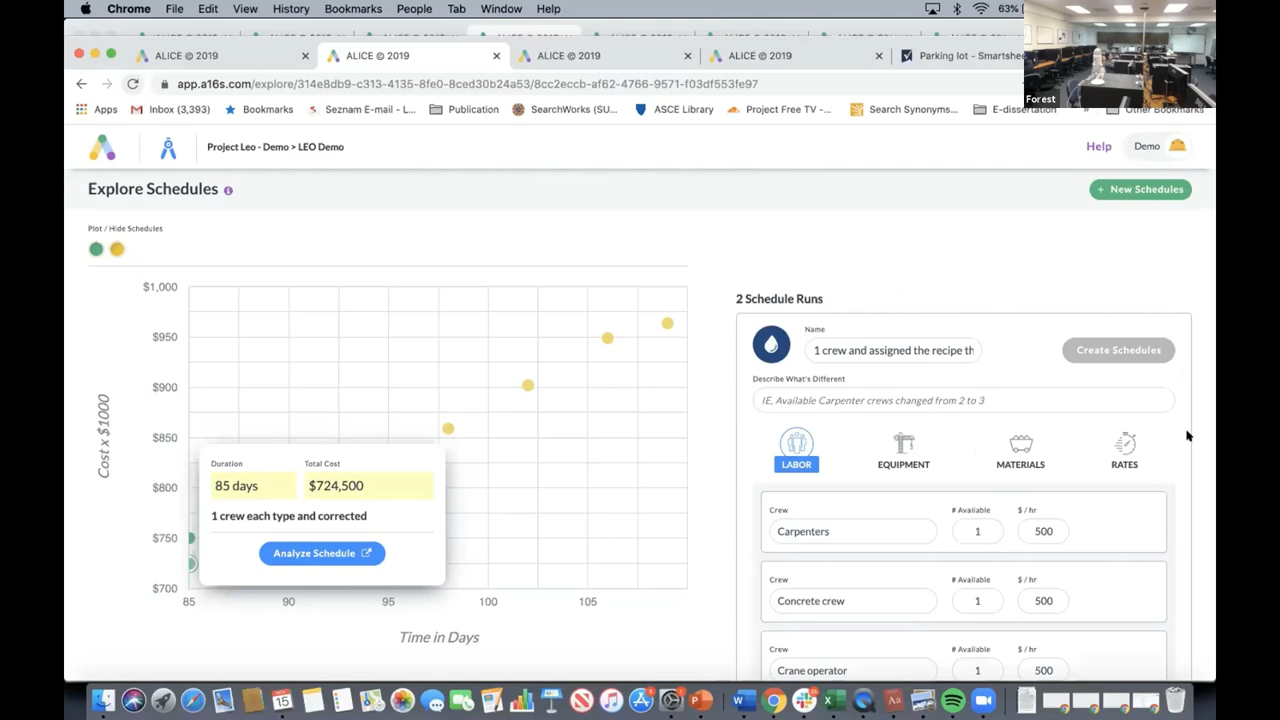 Chrome File Edit View History Bookmarks People Tab Window Help 63%
ALICE © 2019
ALICE © 2019
ALICE © 2019
ALICE © 2019
Parking lot - Smartshe
app.a16s.com/explore/314e8db9-c313-4135-8fe0-8ced30b24a53/8cc2eccb-af62-4766-9571-f03df553fe97
Forest
Apps Inbox (3,393) Bookmarks Seznam E-mail - L... Publication SearchWorks (SU... ASCE Library Project Free TV -... Search Synonyms... E-dissertation » Other Bookmarks
Project Leo - Demo > LEO Demo
Help
Demo
Explore Schedules
+ New Schedules
Plot / Hide Schedules
$1,000
$950
$900
$850
$800
$750
$700
Cost x $1000
85 90 95 100 105
Time in Days
Duration Total Cost
85 days $724,500
1 crew each type and corrected
Analyze Schedule
2 Schedule Runs
Name
1 crew and assigned the recipe th
Create Schedules
Describe What's Different
IE, Available Carpenter crews changed from 2 to 3
LABOR EQUIPMENT MATERIALS RATES
Crew # Available $ / hr
Carpenters 1 500
Crew # Available $ / hr
Concrete crew 1 500
Crew # Available $ / hr
Crane operator 1 500